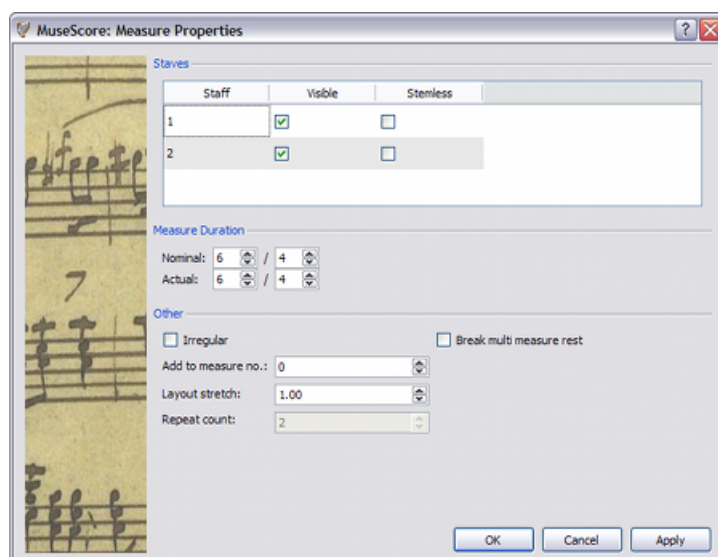 MuseScore: Measure Properties
Staves
Staff Visible Stemless
1
2
Measure Duration
Nominal: 6 / 4
Actual: 6 / 4
Other
Irregular Break multi measure rest
Add to measure no.: 0
Layout stretch: 1.00
Repeat count: 2
OK Cancel Apply
7